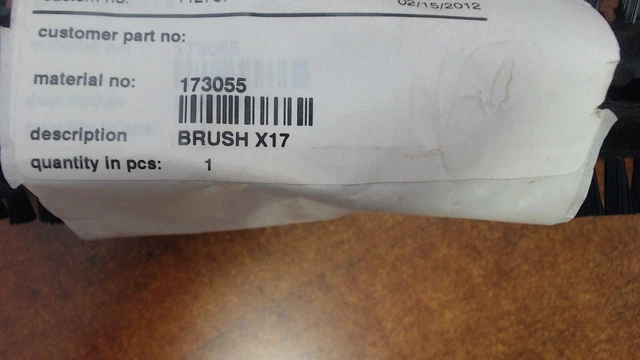 02/15/2012
customer part no:
material no: 173055
description BRUSH X17
quantity in pcs: 1